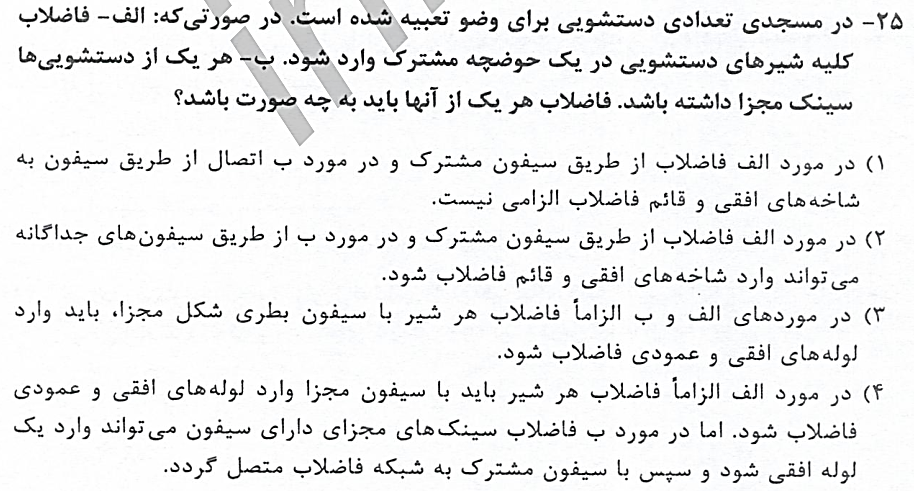 ۲۵- در مسجدی تعدادی دستشویی برای وضو تعبیه شده است. در صورتی‌که: الف- فاضلاب
کلیه شیرهای دستشویی در یک حوضچه مشترک وارد شود. ب- هر یک از دستشویی‌ها
سینک مجزا داشته باشد. فاضلاب هر یک از آنها باید به چه صورت باشد؟
۱) در مورد الف فاضلاب از طریق سیفون مشترک و در مورد ب اتصال از طریق سیفون به
شاخه‌های افقی و قائم فاضلاب الزامی نیست.
۲) در مورد الف فاضلاب از طریق سیفون مشترک و در مورد ب از طریق سیفون‌های جداگانه
می‌تواند وارد شاخه‌های افقی و قائم فاضلاب شود.
۳) در موردهای الف و ب الزاماً فاضلاب هر شیر با سیفون بطری شکل مجزا، باید وارد
لوله‌های افقی و عمودی فاضلاب شود.
۴) در مورد الف الزاماً فاضلاب هر شیر باید با سیفون مجزا وارد لوله‌های افقی و عمودی
فاضلاب شود. اما در مورد ب فاضلاب سینک‌های مجزای دارای سیفون می‌تواند وارد یک
لوله افقی شود و سپس با سیفون مشترک به شبکه فاضلاب متصل گردد.